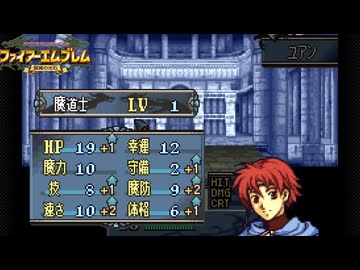 ファイアーエムブレム
ユアン
魔道士 LV 1
HP 19+1 幸運 12
魔力 10 守備 2+1
技 8+1 魔防 9+2
速さ 10+2 体格 6+1
HIT
DMG
CRT